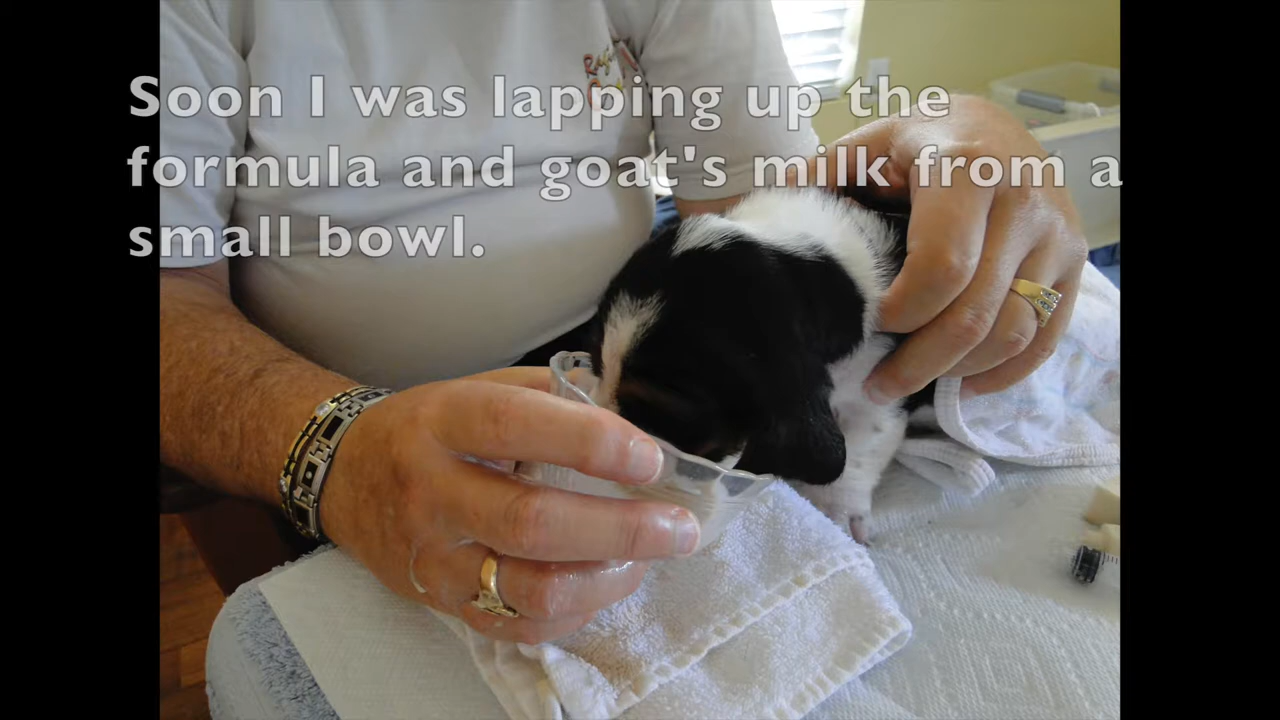 Soon I was lapping up the
formula and goat's milk from a
small bowl.